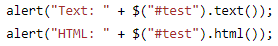 alert("Text: " + $("#test").text());
alert("HTML: " + $("#test").html());